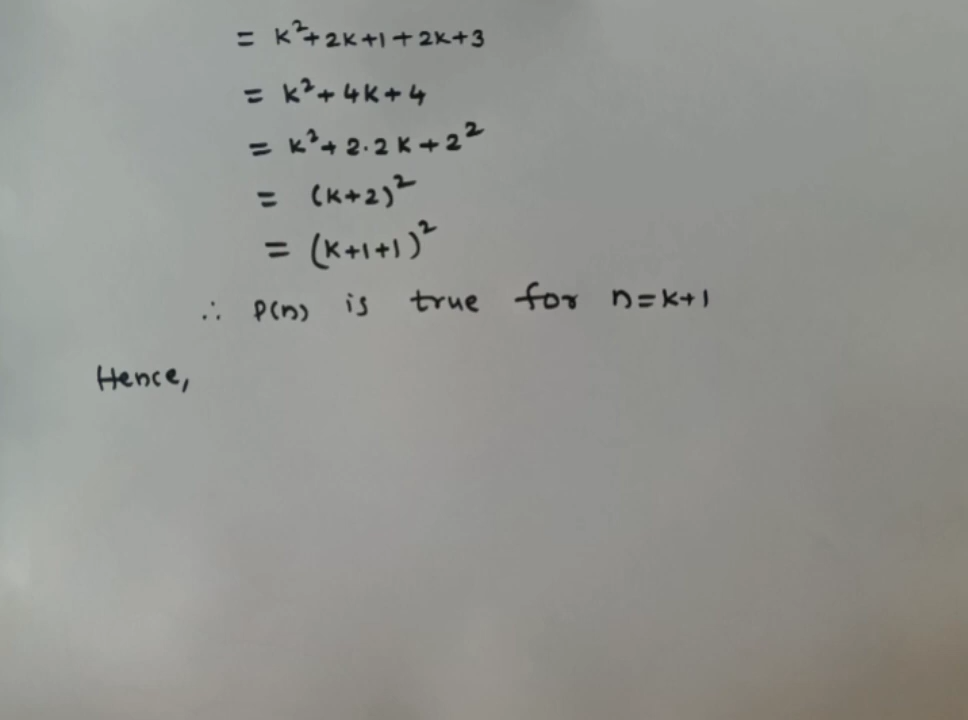 = k²+2k+1+2k+3
= k²+4k+4
= k²+2·2k+2²
= (k+2)²
= (k+1+1)²
∴ P(n) is true for n=k+1
Hence,